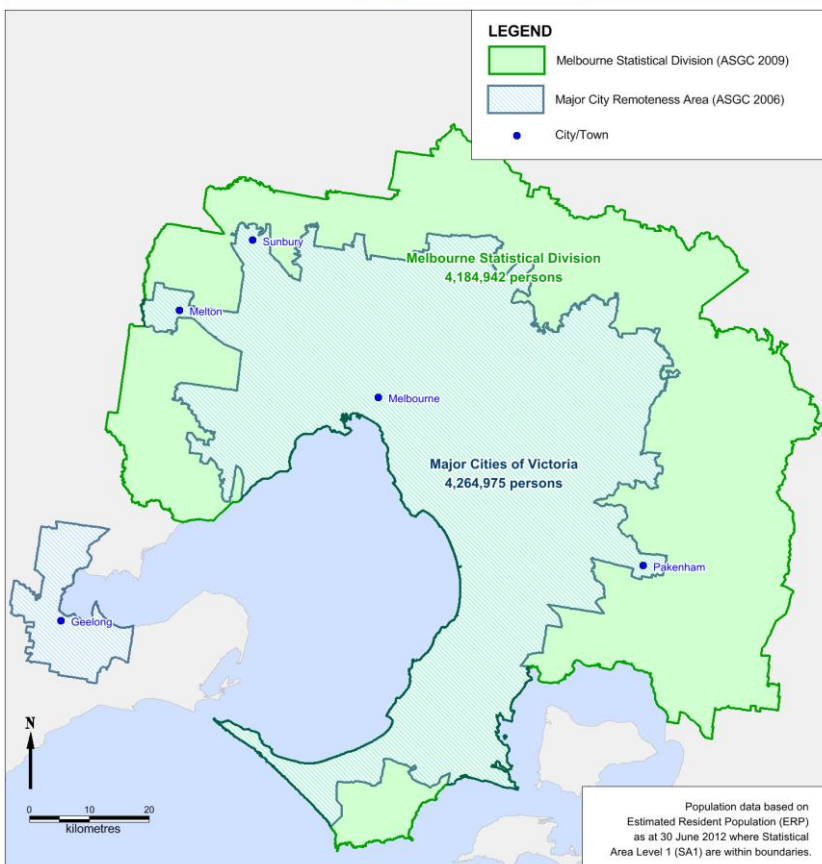 LEGEND
Melbourne Statistical Division (ASGC 2009)
Major City Remoteness Area (ASGC 2006)
City/Town
Sunbury
Melbourne Statistical Division
4,184,942 persons
Melton
Melbourne
Major Cities of Victoria
4,264,975 persons
Pakenham
Geelong
N
0 10 20
kilometres
Population data based on
Estimated Resident Population (ERP)
as at 30 June 2012 where Statistical
Area Level 1 (SA1) are within boundaries.